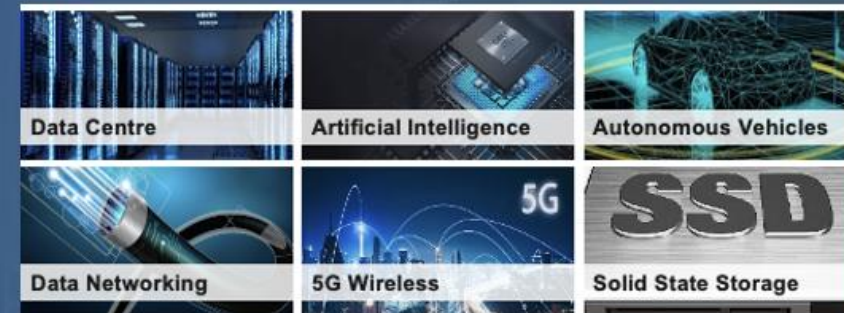 Data Centre
Artificial Intelligence
Autonomous Vehicles
5G
SSD
Data Networking
5G Wireless
Solid State Storage